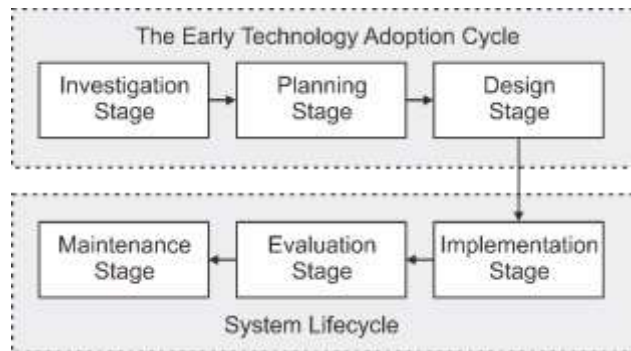 The Early Technology Adoption Cycle
Investigation
Stage
Planning
Stage
Design
Stage
Implementation
Stage
Evaluation
Stage
Maintenance
Stage
System Lifecycle